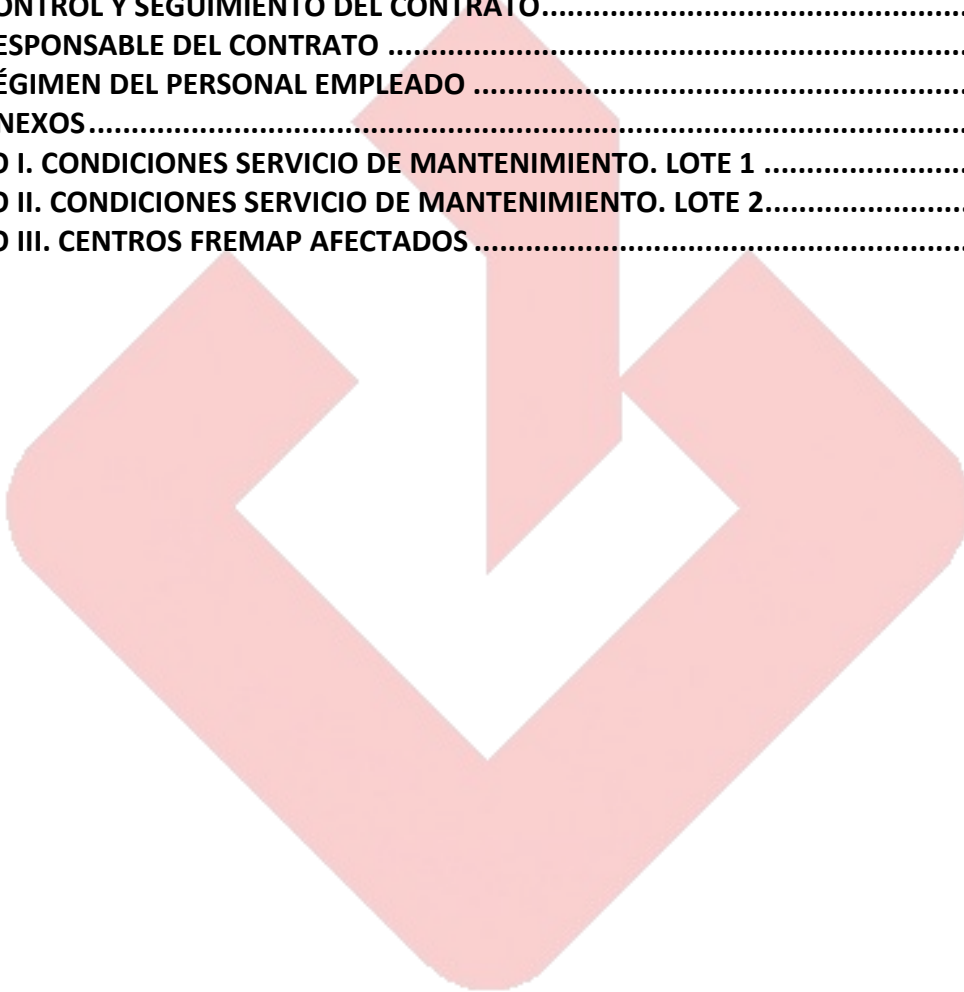 ONTROL Y SEGUIMIENTO DEL CONTRATO....................................................
ESPONSABLE DEL CONTRATO ......................................................................
ÉGIMEN DEL PERSONAL EMPLEADO ............................................................
NEXOS.........................................................................................................
O I. CONDICIONES SERVICIO DE MANTENIMIENTO. LOTE 1 ........................
O II. CONDICIONES SERVICIO DE MANTENIMIENTO. LOTE 2........................
O III. CENTROS FREMAP AFECTADOS ............................................................